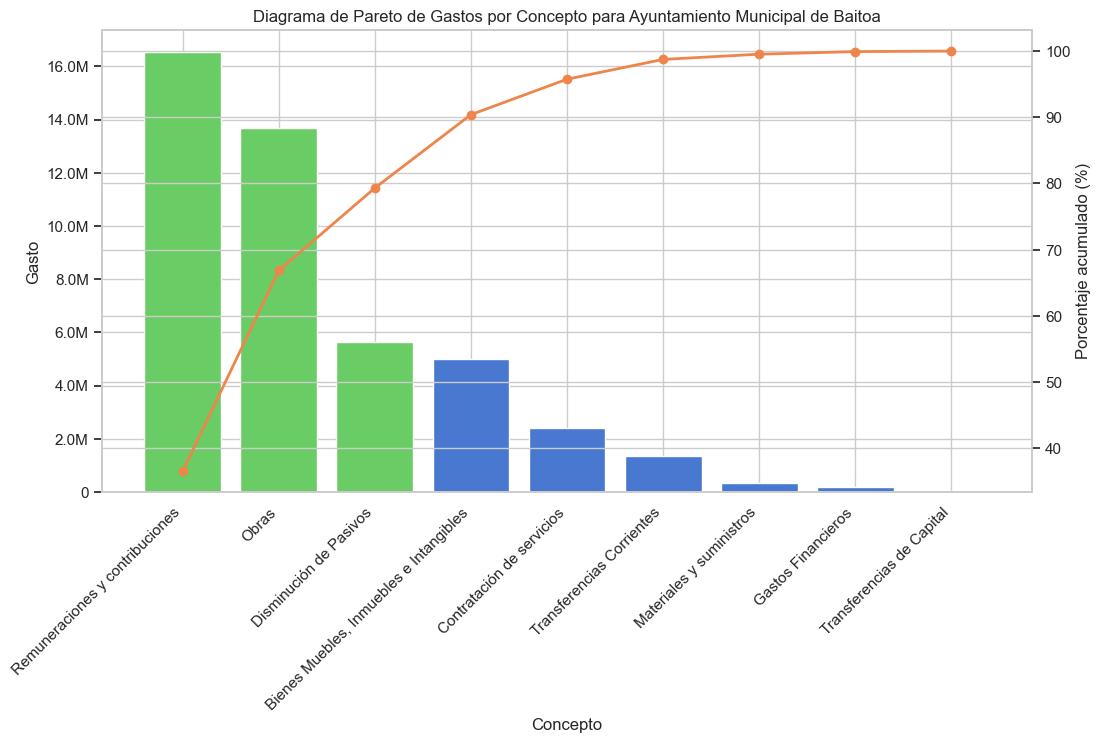 Diagrama de Pareto de Gastos por Concepto para Ayuntamiento Municipal de Baitoa
Gasto
16.0M
14.0M
12.0M
10.0M
8.0M
6.0M
4.0M
2.0M
0
100
90
80
70
60
50
40
Porcentaje acumulado (%)
Remuneraciones y contribuciones
Obras
Disminución de Pasivos
Bienes Muebles, Inmuebles e Intangibles
Contratación de servicios
Transferencias Corrientes
Materiales y suministros
Gastos Financieros
Transferencias de Capital
Concepto